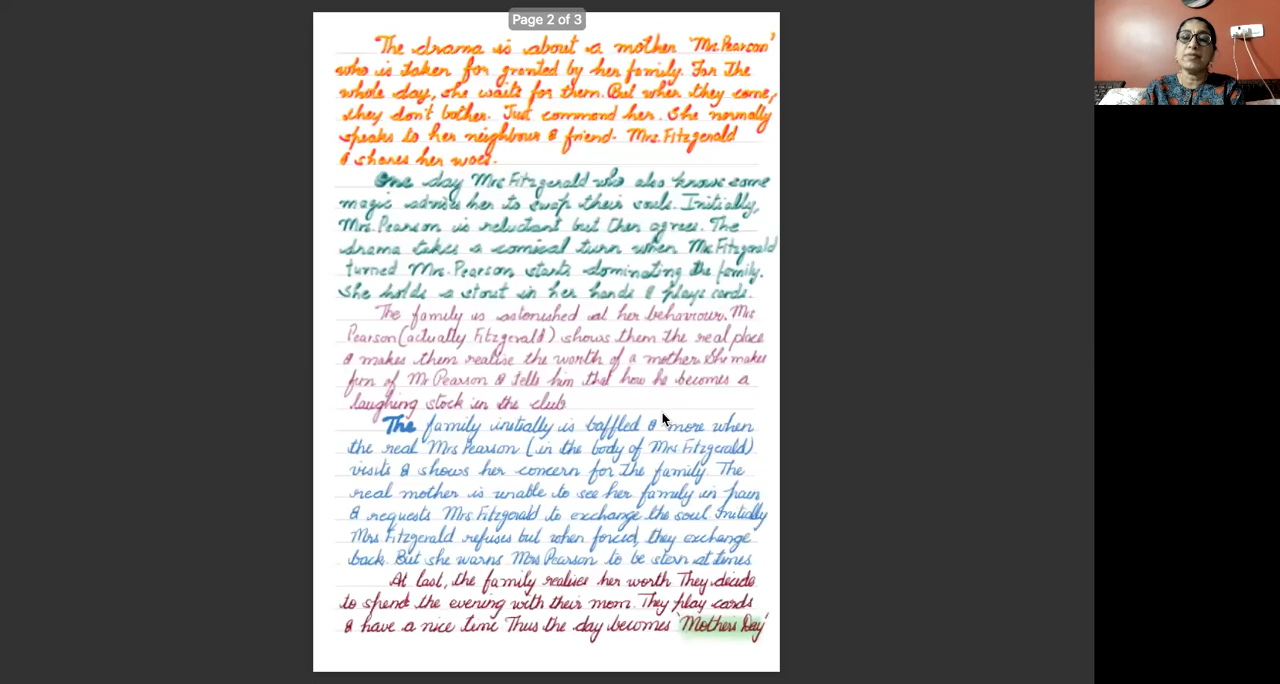 Page 2 of 3
The drama is about a mother 'Mrs. Pearson'
who is taken for granted by her family. For The
whole day, she waits for them. But when they come,
they don't bother. Just command her. She normally
speaks to her neighbour & friend. Mrs. Fitzgerald
& shares her woes.
One day Mrs Fitzgerald who also knows some
magic advises her to swap their souls. Initially,
Mrs. Pearson is reluctant but then agrees. The
drama takes a comical turn when Mrs Fitzgerald
turned Mrs. Pearson starts dominating the family.
She holds a stout in her hands & plays cards.
The family is astonished at her behaviour. Mrs
Pearson (actually Fitzgerald) shows them the real place
& makes them realise the worth of a mother. She makes
fun of Mr Pearson & tells him that how he becomes a
laughing stock in the club
The family initially is baffled & more when
the real Mrs Pearson (in the body of Mrs Fitzgerald)
visits & shows her concern for the family. The
real mother is unable to see her family in pain
& requests Mrs Fitzgerald to exchange the soul. Initially
Mrs Fitzgerald refuses but when forced, they exchange
back. But she warns Mrs Pearson to be stern at times
At last, the family realises her worth They decide
to spend the evening with their mom. They play cards
& have a nice time Thus the day becomes 'Mothers Day'